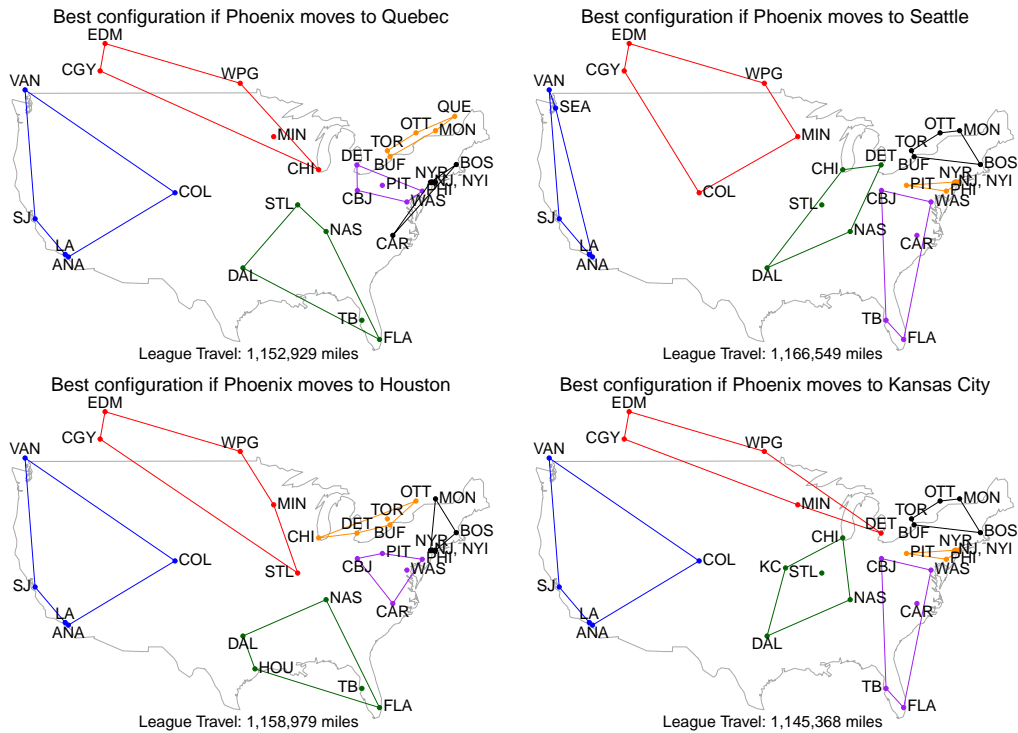 Best configuration if Phoenix moves to Quebec
EDM
CGY
VAN
WPG
MIN
CHI
QUE
OTT
MON
TOR
BUF
DET
BOS
NYR
NJ, NYI
PHI
PIT
CBJ
WAS
COL
STL
NAS
CAR
SJ
LA
ANA
DAL
TB
FLA
League Travel: 1,152,929 miles
Best configuration if Phoenix moves to Seattle
EDM
CGY
VAN
SEA
WPG
MIN
OTT
MON
TOR
BUF
DET
CHI
BOS
NYR
NJ, NYI
PHI
PIT
CBJ
WAS
COL
STL
NAS
CAR
SJ
LA
ANA
DAL
TB
FLA
League Travel: 1,166,549 miles
Best configuration if Phoenix moves to Houston
EDM
CGY
VAN
WPG
MIN
OTT
MON
TOR
BUF
DET
CHI
BOS
NYR
NJ, NYI
PHI
PIT
CBJ
WAS
COL
STL
NAS
CAR
SJ
LA
ANA
DAL
HOU
TB
FLA
League Travel: 1,158,979 miles
Best configuration if Phoenix moves to Kansas City
EDM
CGY
VAN
WPG
MIN
OTT
MON
TOR
BUF
DET
CHI
BOS
NYR
NJ, NYI
PHI
PIT
CBJ
WAS
COL
KC
STL
NAS
CAR
SJ
LA
ANA
DAL
TB
FLA
League Travel: 1,145,368 miles